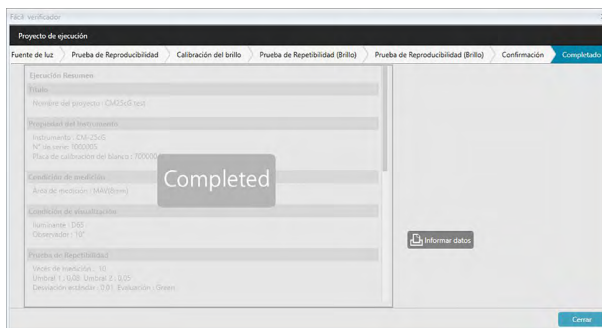 Fácil verificador
Proyecto de ejecución
Fuente de luz
Prueba de Reproducibilidad
Calibración del brillo
Prueba de Repetibilidad (Brillo)
Prueba de Reproducibilidad (Brillo)
Confirmación
Completado
Ejecución Resumen
Título
Nombre del proyecto : CM25cG test
Propiedad del instrumento
Instrumento : CM-25cG
N° de serie
Placa de calibración del blanco :
Condición de medición
Área de medición : MAV(8mm)
Condición de visualización
Iluminante : D65
Observador : 10°
Prueba de Repetibilidad
Veces de medición : 10
Umbral 1 : 0.08 Umbral 2 : 0.05
Desviación estándar : 0.01 Evaluación : Green
Completed
Informar datos
Cerrar